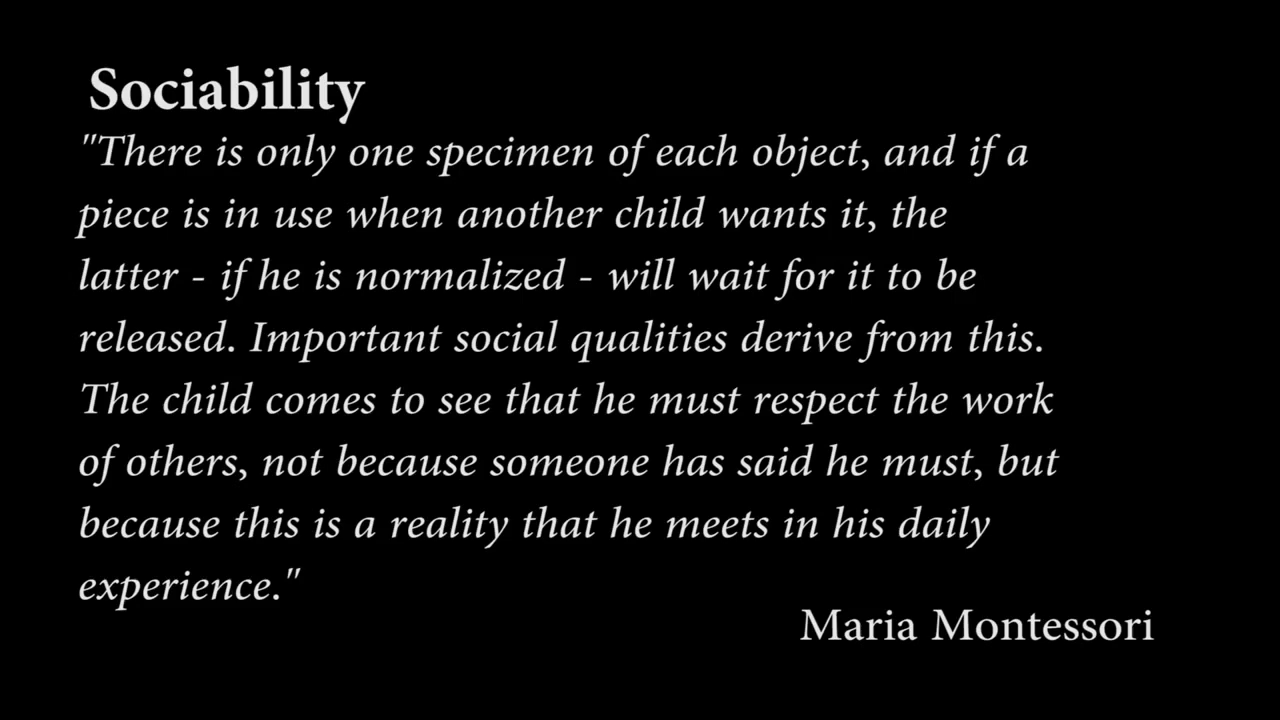 Sociability
"There is only one specimen of each object, and if a
piece is in use when another child wants it, the
latter - if he is normalized - will wait for it to be
released. Important social qualities derive from this.
The child comes to see that he must respect the work
of others, not because someone has said he must, but
because this is a reality that he meets in his daily
experience."
Maria Montessori